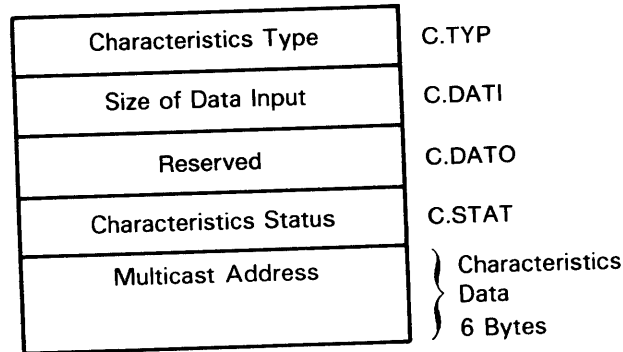 Characteristics Type C.TYP
Size of Data Input C.DATI
Reserved C.DATO
Characteristics Status C.STAT
Multicast Address Characteristics
Data
6 Bytes